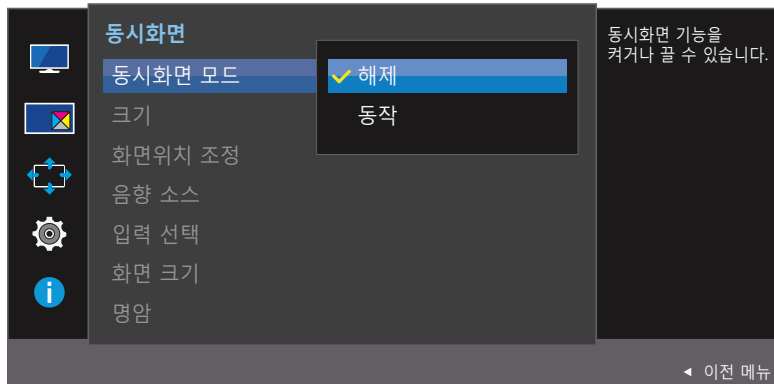 동시화면
동시화면 모드
해제
동작
크기
화면위치 조정
음향 소스
입력 선택
화면 크기
명암
동시화면 기능을
켜거나 끌 수 있습니다.
이전 메뉴